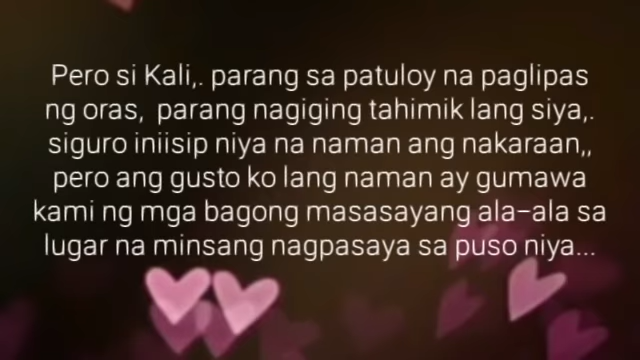 Pero si Kali,. parang sa patuloy na paglipas
ng oras, parang nagiging tahimik lang siya,.
siguro iniisip niya na naman ang nakaraan,,
pero ang gusto ko lang naman ay gumawa
kami ng mga bagong masasayang ala-ala sa
lugar na minsang nagpasaya sa puso niya...